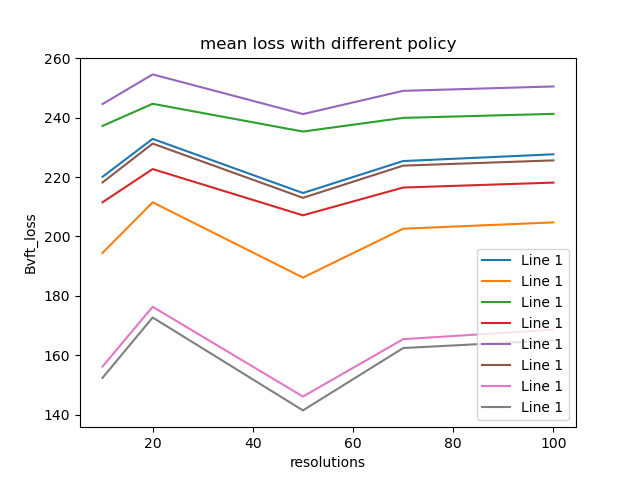 mean loss with different policy
260
240
220
200
180
160
140
Bvft_loss
Line 1
Line 1
Line 1
Line 1
Line 1
Line 1
Line 1
Line 1
20
40
60
80
100
resolutions